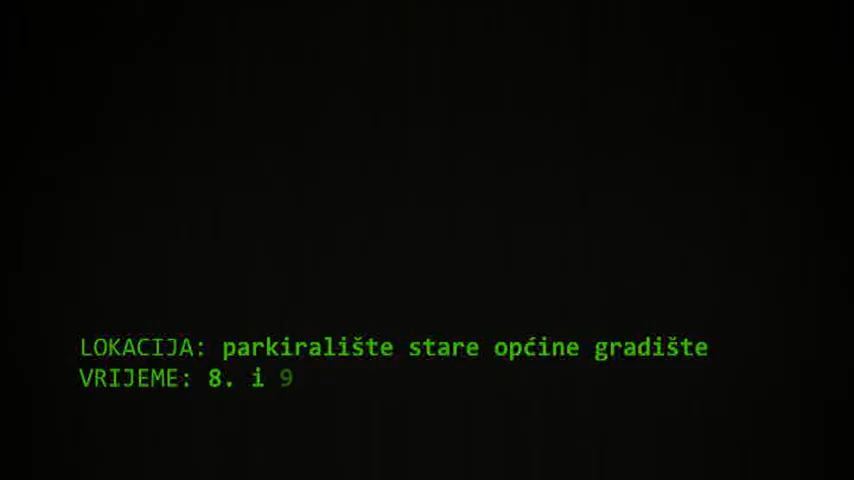 LOKACIJA: parkiralište stare općine gradište
VRIJEME: 8. i 9